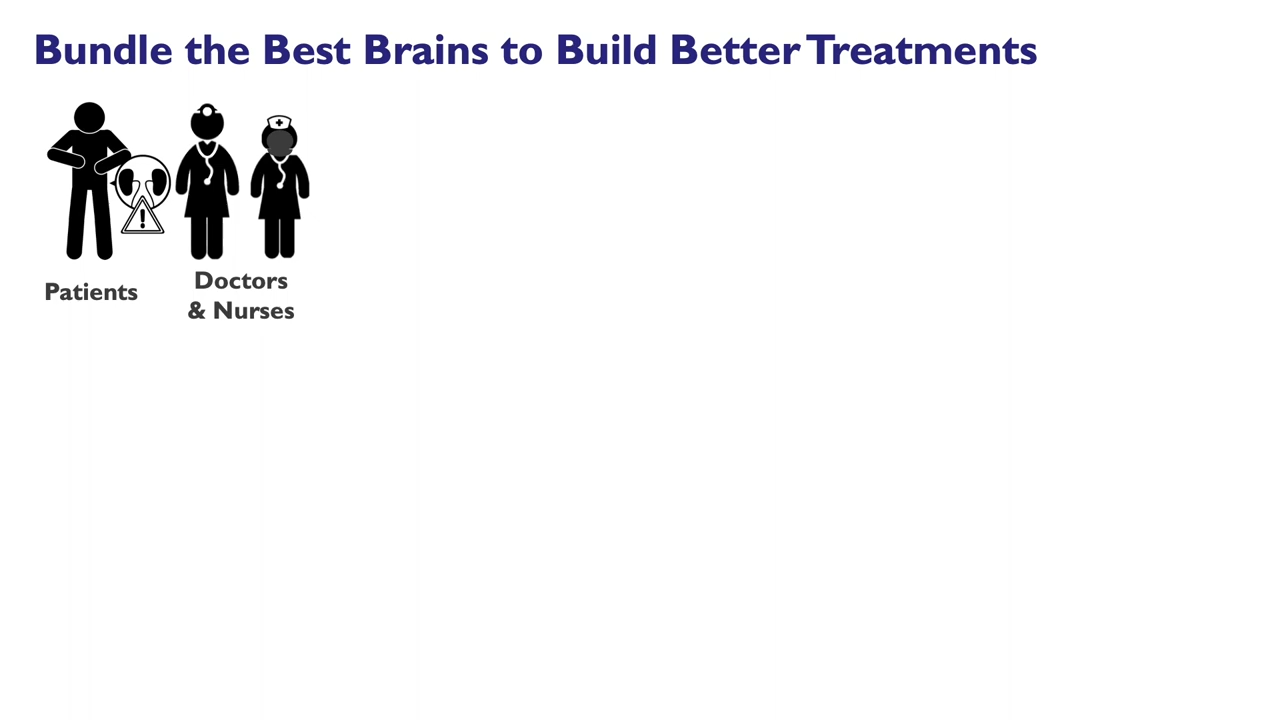 Bundle the Best Brains to Build Better Treatments
Patients
Doctors
& Nurses